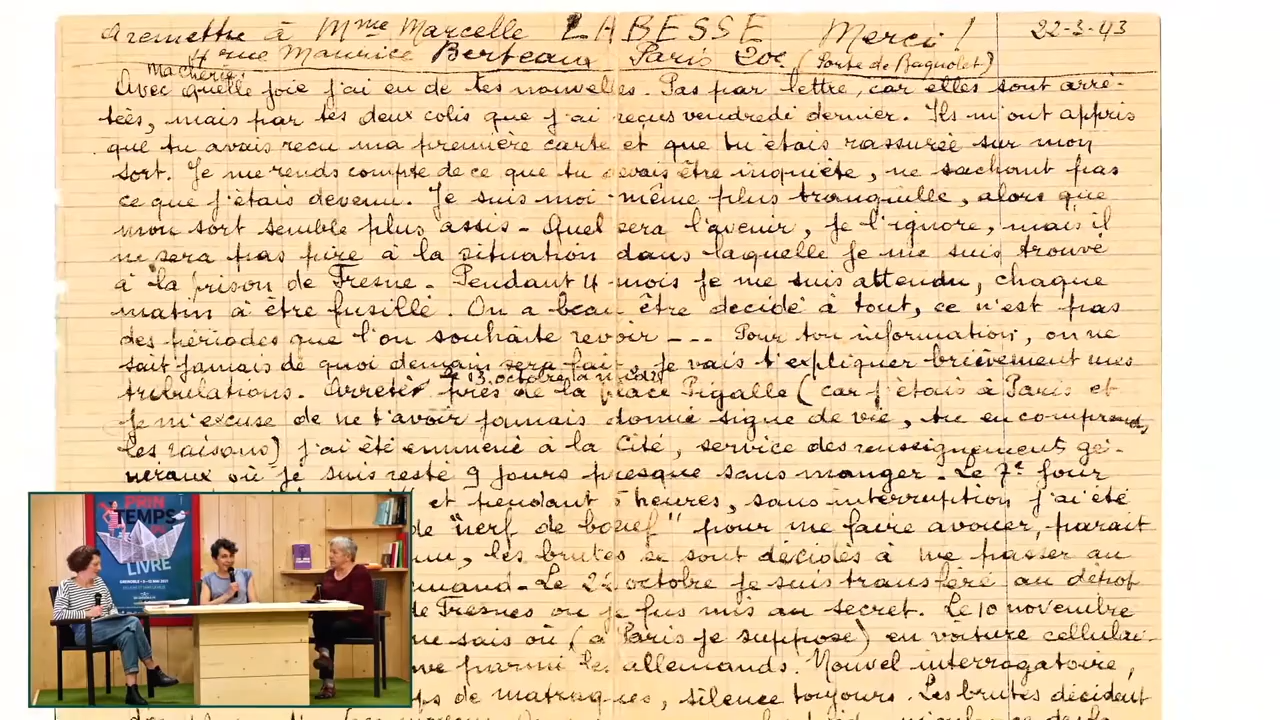 A remettre à Mme Marcelle LABESSE Merci ! 22-3-43
4 rue Maurice Berteaux Paris 20e (Porte de Bagnolet)
Ma chérie,
Avec quelle joie j'ai eu de tes nouvelles. Pas par lettre, car elles sont arrê-
tées, mais par tes deux colis que j'ai reçus vendredi dernier. Ils m'ont appris
que tu avais reçu ma première carte et que tu étais rassurée sur mon
sort. Je me rends compte de ce que tu devais être inquiète, ne sachant pas
ce que j'étais devenu. Je suis moi-même plus tranquille, alors que
mon sort semble plus assis - Quel sera l'avenir, je l'ignore, mais il
ne sera pas pire à la situation dans laquelle je me suis trouvé
à la prison de Fresne - Pendant 4 mois je me suis attendu, chaque
matin à être fusillé. On a beau être décidé à tout, ce n'est pas
des périodes que l'on souhaite revoir --- Pour ton information, on ne
sait jamais de quoi demain sera fait je vais t'expliquer brièvement mes
le 13 octobre à midi
tribulations. Arreté près de la place Pigalle (car j'étais à Paris et
je m'excuse de ne t'avoir jamais donné signe de vie, tu en comprends,
les raisons) j'ai été emmené à la Cité, service des renseignements gé-
néraux où je suis resté 9 jours presque sans manger - Le 7e jour
et pendant 5 heures, sans interruption j'ai été
de "nerf de boeuf" pour me faire avouer, parait
les brutes se sont décidés à me passer au
Le 22 octobre je suis transféré au dépot
de Fresnes où je fus mis au secret. Le 10 novembre
ne sais où (à Paris je suppose) en voiture cellulai-
parmi les allemands. Nouvel interrogatoire,
de matraques, silence toujours. Les brutes décident
PRIN
TEMPS
LIVRE